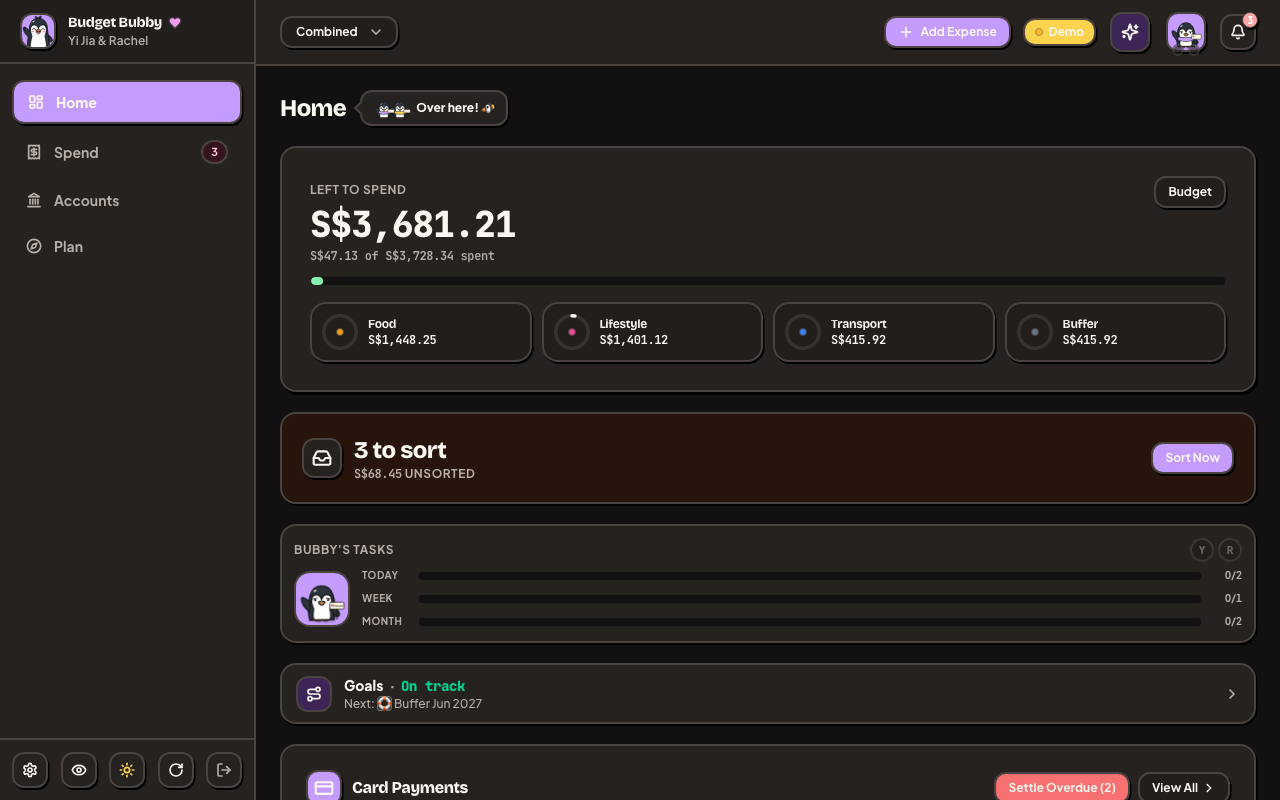 Budget Bubby
Yi Jia & Rachel
Combined
Add Expense
Demo
3
Home
Spend
3
Accounts
Plan
Home
Over here!
LEFT TO SPEND
S$3,681.21
S$47.13 of S$3,728.34 spent
Budget
Food
S$1,448.25
Lifestyle
S$1,401.12
Transport
S$415.92
Buffer
S$415.92
3 to sort
S$68.45 UNSORTED
Sort Now
BUBBY'S TASKS
Y R
TODAY 0/2
WEEK 0/1
MONTH 0/2
Goals · On track
Next: Buffer Jun 2027
Card Payments
Settle Overdue (2)
View All